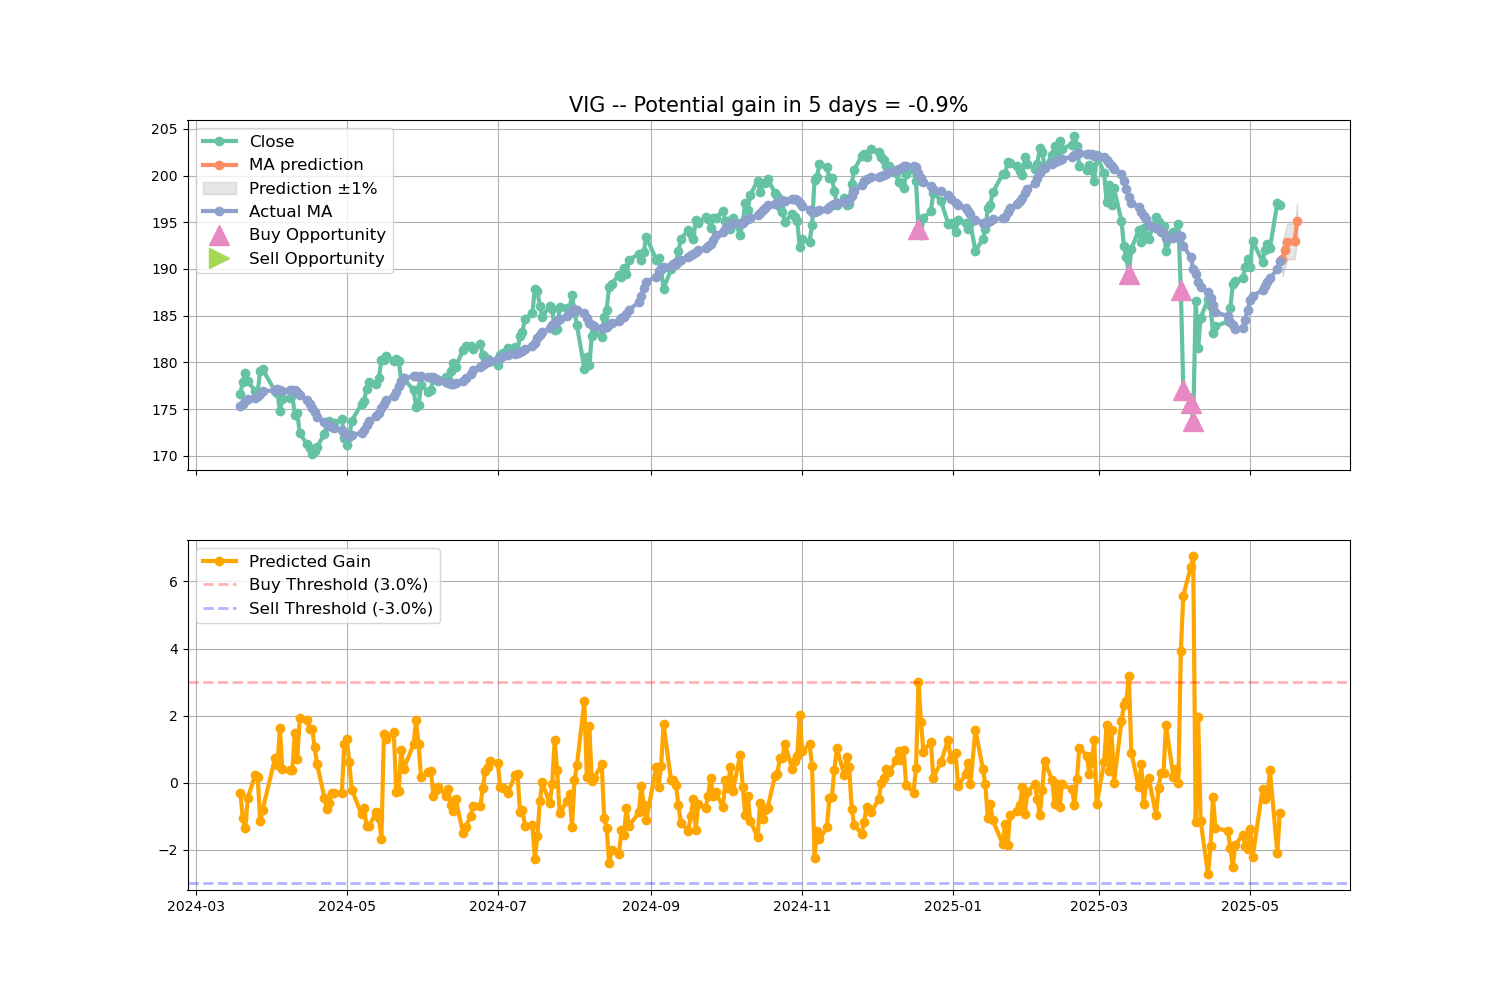 VIG -- Potential gain in 5 days = -0.9%
205
200
195
190
185
180
175
170
Close
MA prediction
Prediction ±1%
Actual MA
Buy Opportunity
Sell Opportunity
6
4
2
0
−2
Predicted Gain
Buy Threshold (3.0%)
Sell Threshold (-3.0%)
2024-03 2024-05 2024-07 2024-09 2024-11 2025-01 2025-03 2025-05